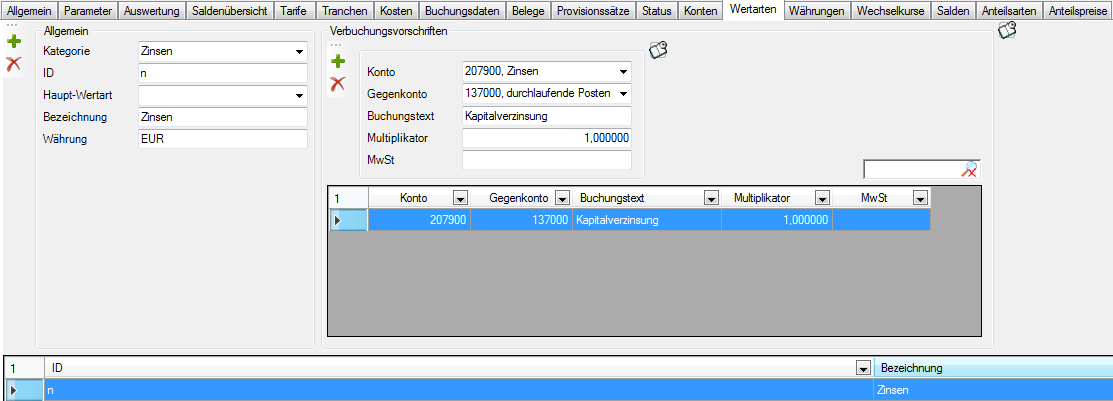 Allgemein Parameter Auswertung Saldenübersicht Tarife Tranchen Kosten Buchungsdaten Belege Provisionssätze Status Konten Wertarten Währungen Wechselkurse Salden Anteilsarten Anteilspreise
Allgemein
Kategorie Zinsen
ID n
Haupt-Wertart
Bezeichnung Zinsen
Währung EUR
Verbuchungsvorschriften
Konto 207900, Zinsen
Gegenkonto 137000, durchlaufende Posten
Buchungstext Kapitalverzinsung
Multiplikator 1,000000
MwSt
1 Konto Gegenkonto Buchungstext Multiplikator MwSt
207900 137000 Kapitalverzinsung 1,000000
1 ID Bezeichnung
n Zinsen